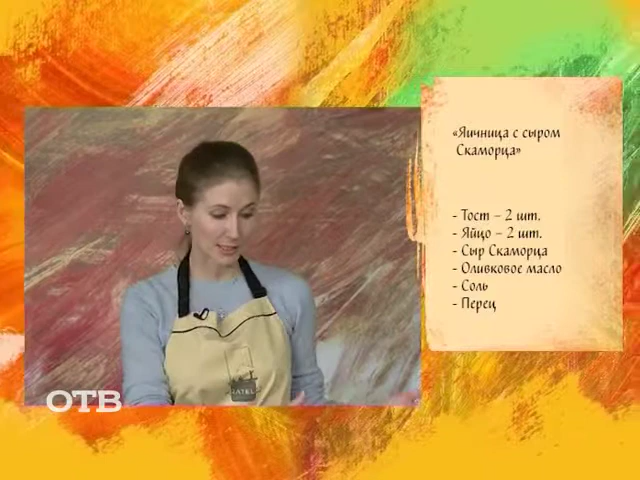 «Яичница с сыром
Скаморца»
- Тост – 2 шт.
- Яйцо – 2 шт.
- Сыр Скаморца
- Оливковое масло
- Соль
- Перец
ОТВ